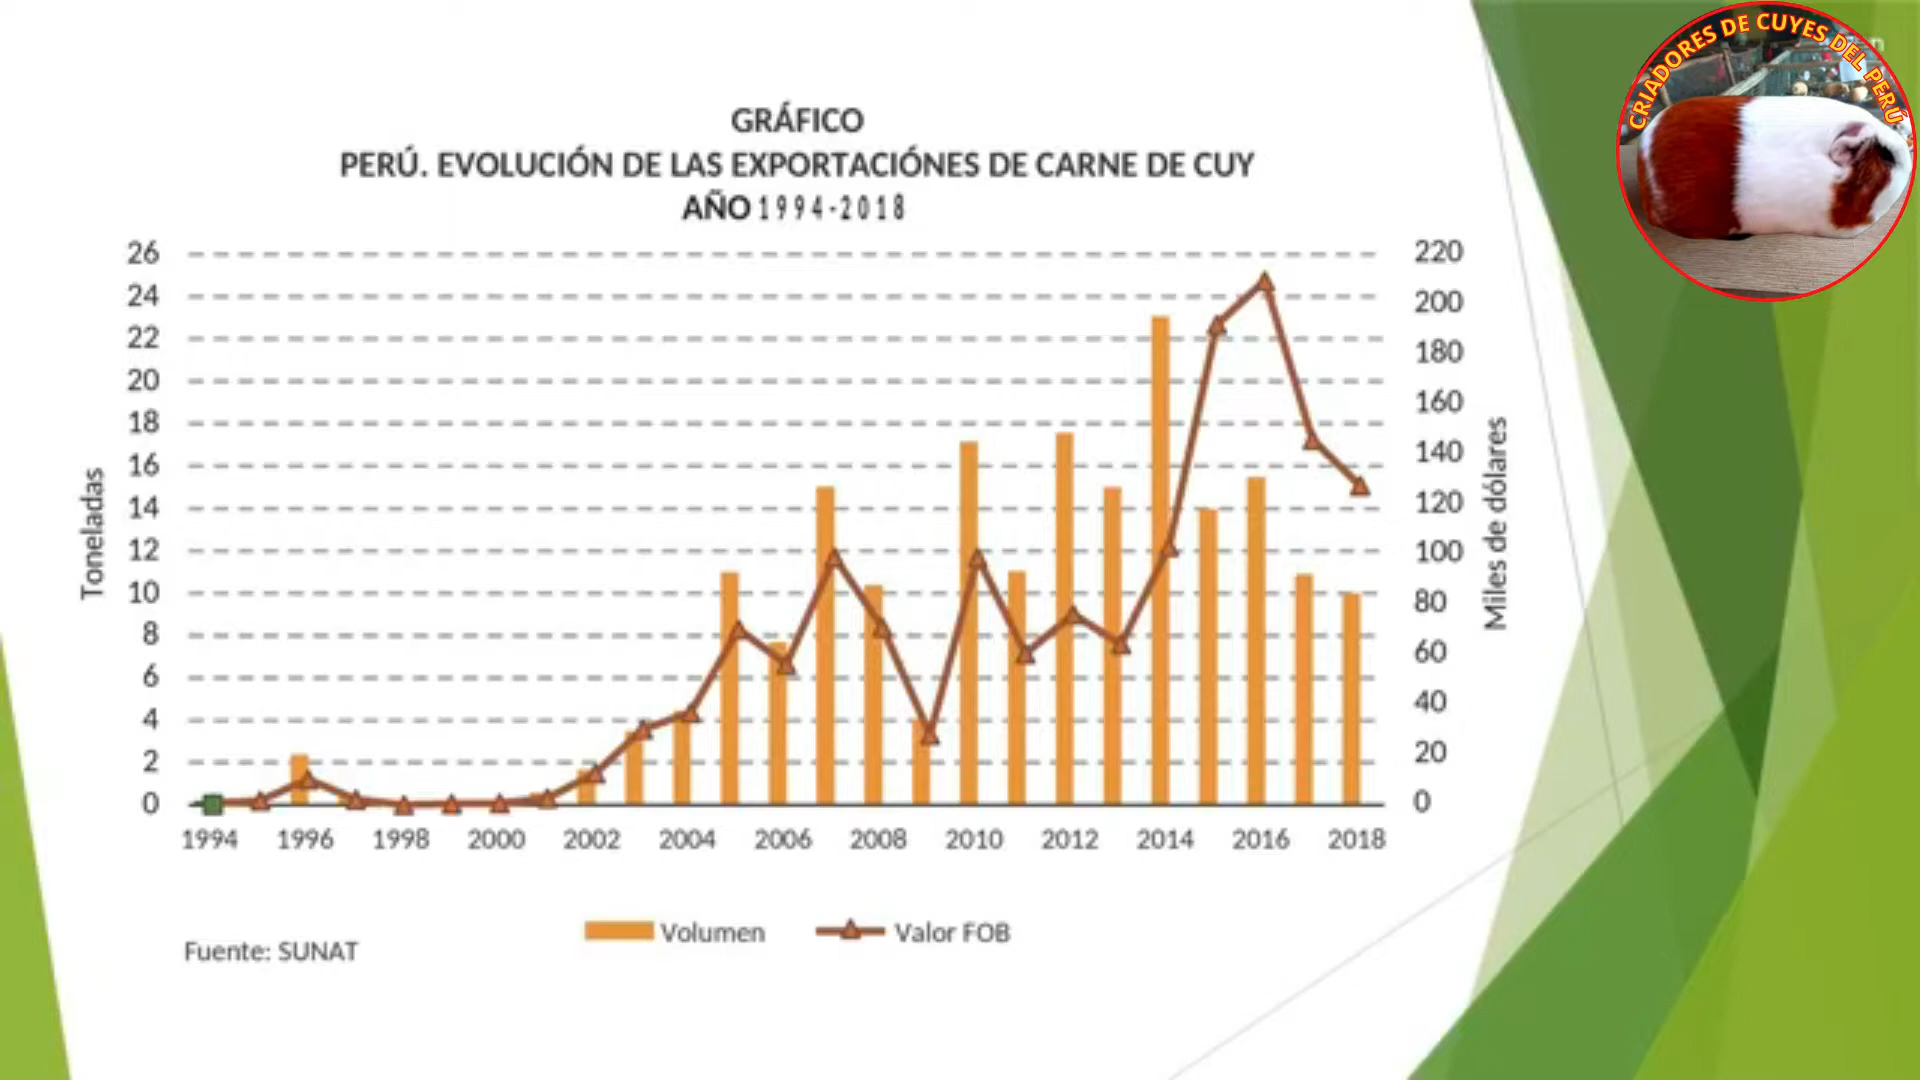 CRIADORES DE CUYES DEL PERÚ
GRÁFICO
PERÚ. EVOLUCIÓN DE LAS EXPORTACIÓNES DE CARNE DE CUY
AÑO 1994-2018
Toneladas
26
24
22
20
18
16
14
12
10
8
6
4
2
0
220
200
180
160
140
120
100
80
60
40
20
0
Miles de dólares
1994 1996 1998 2000 2002 2004 2006 2008 2010 2012 2014 2016 2018
Volumen Valor FOB
Fuente: SUNAT